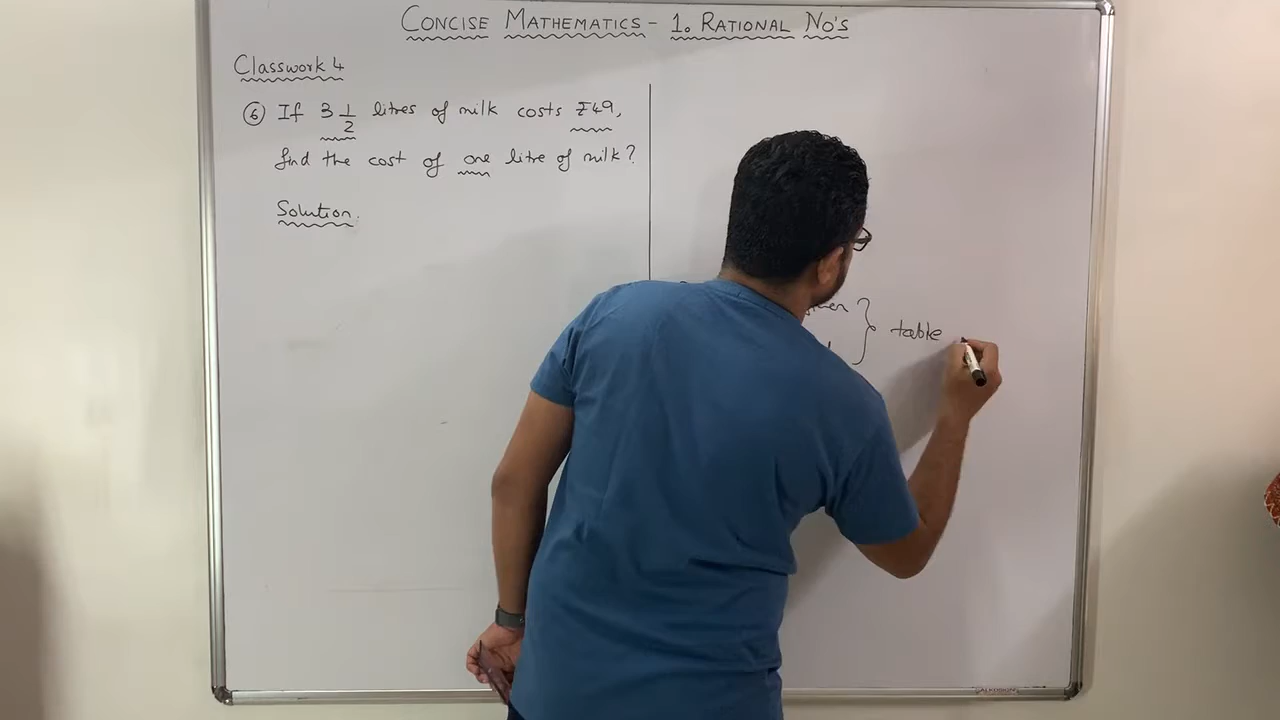 CONCISE MATHEMATICS - 1. RATIONAL NO'S
Classwork 4
6 If 3 1/2 litres of milk costs ₹49,
find the cost of one litre of milk?
Solution:
} table